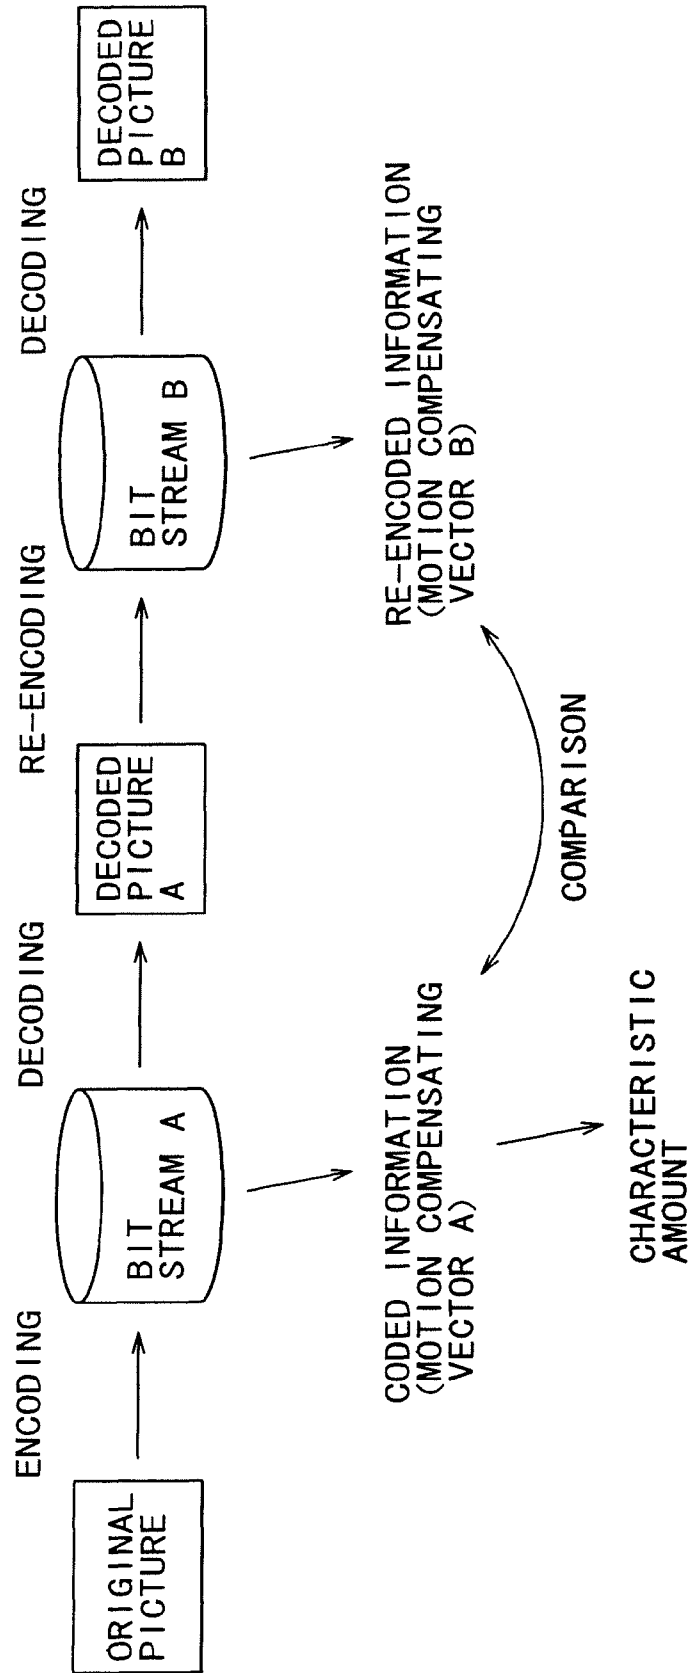 ENCODING
DECODING
RE-ENCODING
DECODING
ORIGINAL
PICTURE
BIT
STREAM A
DECODED
PICTURE
A
BIT
STREAM B
DECODED
PICTURE
B
CODED INFORMATION
(MOTION COMPENSATING
VECTOR A)
RE-ENCODED INFORMATION
(MOTION COMPENSATING
VECTOR B)
COMPARISON
CHARACTERISTIC
AMOUNT